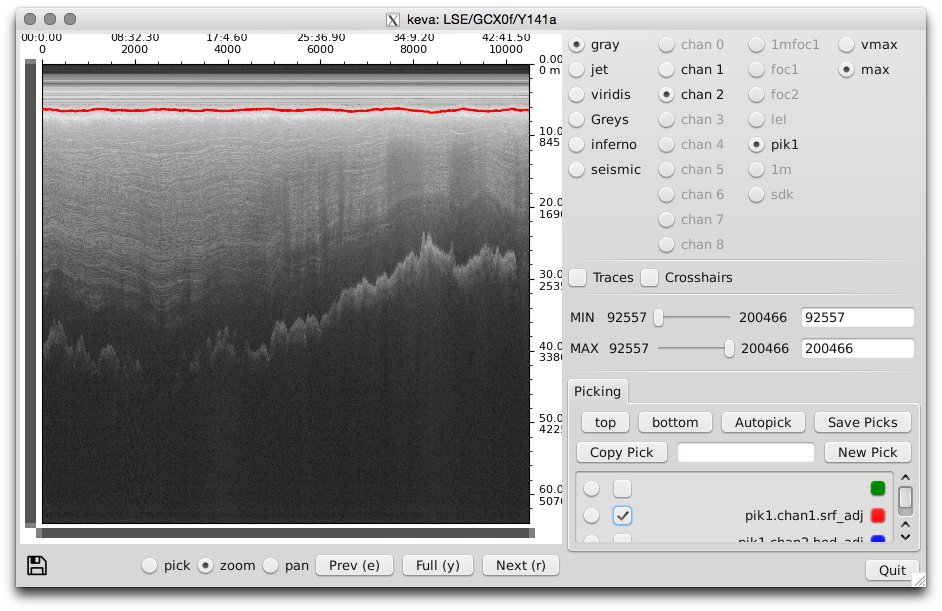 keva: LSE/GCX0f/Y141a
00:0.00 08:32.30 17:4.60 25:36.90 34:9.20 42:41.50
0 2000 4000 6000 8000 10000
0.00
0 m
10.0
845
20.0
1690
30.0
2535
40.0
3380
50.0
4225
60.0
5070
gray chan 0 1mfoc1 vmax
jet chan 1 foc1 max
viridis chan 2 foc2
Greys chan 3 lel
inferno chan 4 pik1
seismic chan 5 1m
chan 6 sdk
chan 7
chan 8
Traces Crosshairs
MIN 92557 200466 92557
MAX 92557 200466 200466
Picking
top bottom Autopick Save Picks
Copy Pick New Pick
pik1.chan1.srf_adj
pik1.chan2.bed_adj
pick zoom pan Prev (e) Full (y) Next (r) Quit